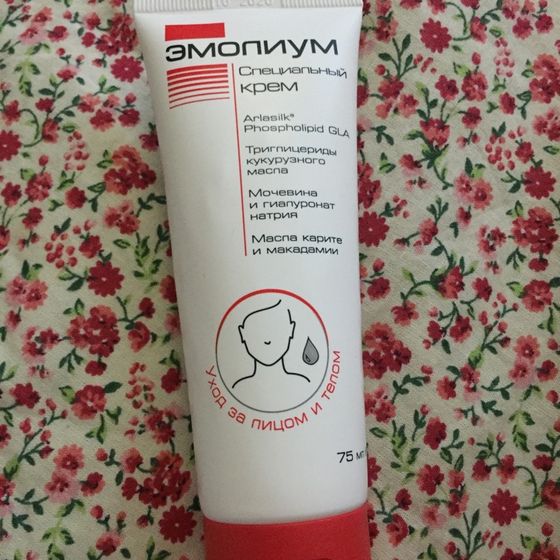 2020
ЭМОЛИУМ
Специальный
крем
Arlasilk®
Phospholipid GLA
Триглицериды
кукурузного
масла
Мочевина
и гиалуронат
натрия
Масла карите
и макадамии
Уход за лицом и телом
75 мл